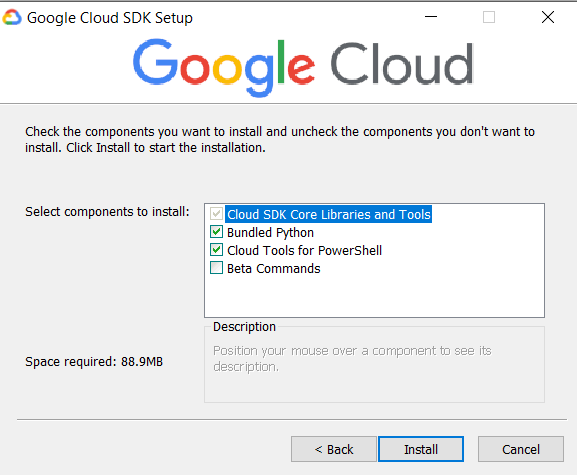 Google Cloud SDK Setup
Google Cloud
Check the components you want to install and uncheck the components you don't want to
install. Click Install to start the installation.
Select components to install:
Cloud SDK Core Libraries and Tools
Bundled Python
Cloud Tools for PowerShell
Beta Commands
Description
Position your mouse over a component to see its
description.
Space required: 88.9MB
< Back
Install
Cancel